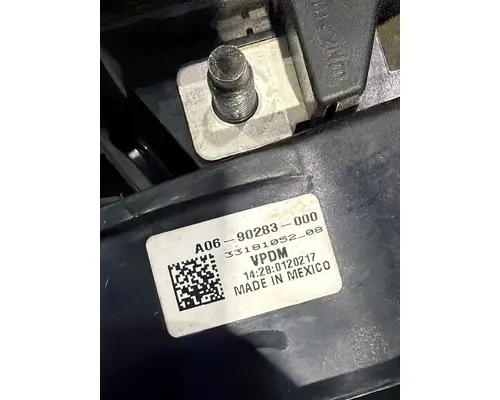 A06-90283-000
33181052_08
VPDM
14:28:0120217
MADE IN MEXICO